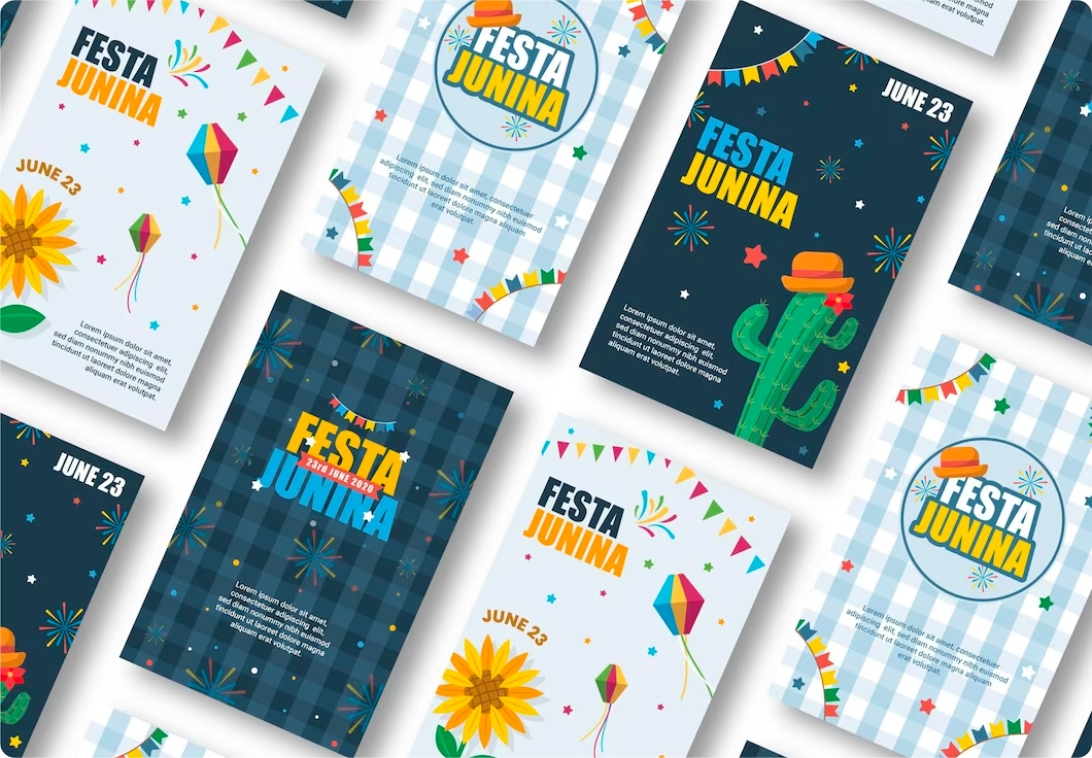 FESTA
JUNINA
JUNE 23
Lorem ipsum dolor sit amet,
consectetuer adipiscing elit,
sed diam nonummy nibh euismod
tincidunt ut laoreet dolore magna
aliquam erat volutpat.
FESTA
JUNINA
Lorem ipsum dolor sit amet, consectetuer
adipiscing elit, sed diam nonummy nibh euismod
tincidunt ut laoreet dolore magna aliquam
erat volutpat.
JUNE 23
FESTA
JUNINA
Lorem ipsum dolor sit amet,
consectetuer adipiscing elit,
sed diam nonummy nibh euismod
tincidunt ut laoreet dolore magna
aliquam erat volutpat.
JUNE 23
FESTA
23rd JUNE 2020
JUNINA
Lorem ipsum dolor sit amet,
consectetuer adipiscing elit,
sed diam nonummy nibh euismod
tincidunt ut laoreet dolore magna
aliquam erat volutpat.
FESTA
JUNINA
JUNE 23
FESTA
JUNINA
Lorem ipsum dolor sit amet, consectetuer
adipiscing elit, sed diam nonummy nibh euismod
tincidunt ut laoreet dolore magna aliquam
erat volutpat.